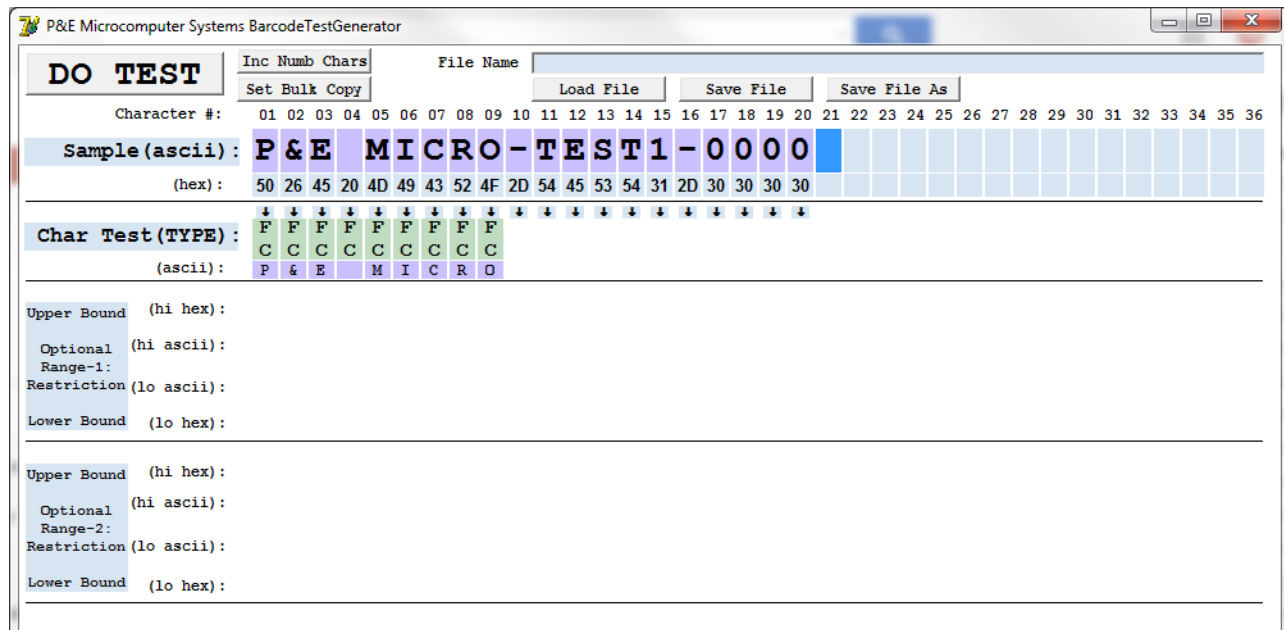 P&E Microcomputer Systems BarcodeTestGenerator
DO TEST
Inc Numb Chars
File Name
Set Bulk Copy
Load File
Save File
Save File As
Character #: 01 02 03 04 05 06 07 08 09 10 11 12 13 14 15 16 17 18 19 20 21 22 23 24 25 26 27 28 29 30 31 32 33 34 35 36
Sample(ascii): P&E MICRO-TEST1-0000
(hex): 50 26 45 20 4D 49 43 52 4F 2D 54 45 53 54 31 2D 30 30 30 30
Char Test(TYPE): F F F F F F F F F
C C C C C C C C C
(ascii): P & E M I C R O
Upper Bound (hi hex):
Optional (hi ascii):
Range-1:
Restriction (lo ascii):
Lower Bound (lo hex):
Upper Bound (hi hex):
Optional (hi ascii):
Range-2:
Restriction (lo ascii):
Lower Bound (lo hex):